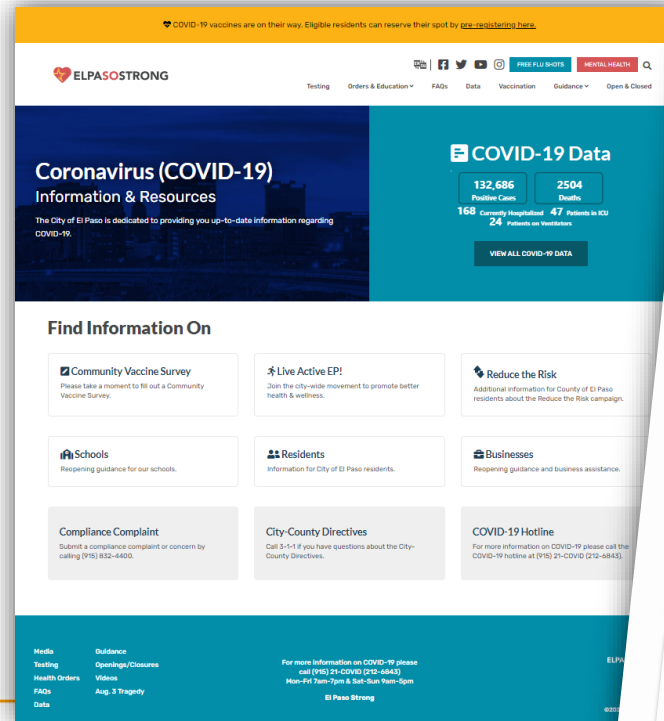 COVID-19 vaccines are on their way. Eligible residents can reserve their spot by pre-registering here.
ELPASOSTRONG
FREE FLU SHOTS
MENTAL HEALTH
Testing
Orders & Education
FAQs
Data
Vaccination
Guidance
Open & Closed
Coronavirus (COVID-19)
Information & Resources
The City of El Paso is dedicated to providing you up-to-date information regarding
COVID-19.
COVID-19 Data
132,686
Positive Cases
2504
Deaths
168 Currently Hospitalized 47 Patients in ICU
24 Patients on Ventilators
VIEW ALL COVID-19 DATA
Find Information On
Community Vaccine Survey
Please take a moment to fill out a Community
Vaccine Survey.
Live Active EP!
Join the city-wide movement to promote better
health & wellness.
Reduce the Risk
Additional information for County of El Paso
residents about the Reduce the Risk campaign.
Schools
Reopening guidance for our schools.
Residents
Information for City of El Paso residents.
Businesses
Reopening guidance and business assistance.
Compliance Complaint
Submit a compliance complaint or concern by
calling (915) 832-4400.
City-County Directives
Call 3-1-1 if you have questions about the City-
County Directives.
COVID-19 Hotline
For more information on COVID-19 please call the
COVID-19 hotline at (915) 21-COVID (212-6843).
Media
Testing
Health Orders
FAQs
Data
Guidance
Openings/Closures
Videos
Aug. 3 Tragedy
For more information on COVID-19 please
call (915) 21-COVID (212-6843)
Mon-Fri 7am-7pm & Sat-Sun 9am-5pm
El Paso Strong